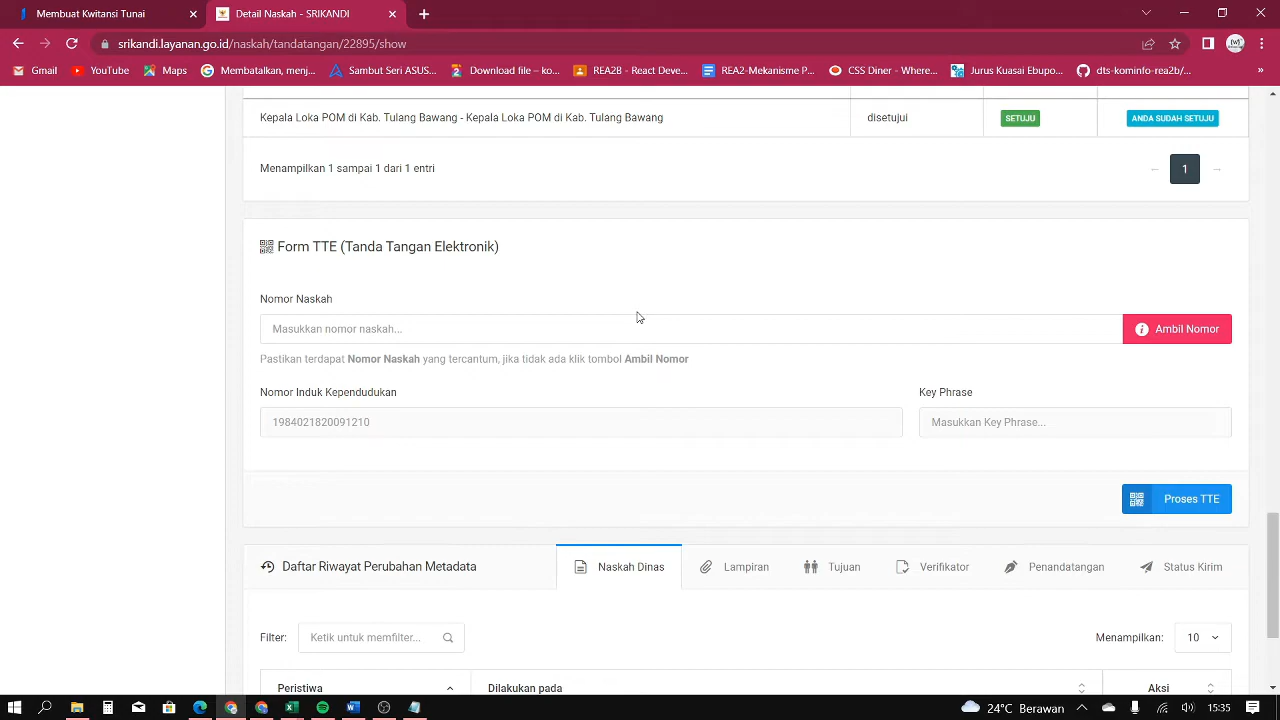 Membuat Kwitansi Tunai
Detail Naskah - SRIKANDI
srikandi.layanan.go.id/naskah/tandatangan/22895/show
Gmail
YouTube
Maps
Membatalkan, menj...
Sambut Seri ASUS...
Download file – ko...
REA2B - React Deve...
REA2-Mekanisme P...
CSS Diner - Where...
Jurus Kuasai Ebupo...
dts-kominfo-rea2b/...
»
Kepala Loka POM di Kab. Tulang Bawang - Kepala Loka POM di Kab. Tulang Bawang
disetujui
SETUJU
ANDA SUDAH SETUJU
Menampilkan 1 sampai 1 dari 1 entri
← 1 →
Form TTE (Tanda Tangan Elektronik)
Nomor Naskah
Masukkan nomor naskah...
Ambil Nomor
Pastikan terdapat Nomor Naskah yang tercantum, jika tidak ada klik tombol Ambil Nomor
Nomor Induk Kependudukan
Key Phrase
1984021820091210
Masukkan Key Phrase...
Proses TTE
Daftar Riwayat Perubahan Metadata
Naskah Dinas
Lampiran
Tujuan
Verifikator
Penandatangan
Status Kirim
Filter:
Ketik untuk memfilter...
Menampilkan:
10
Peristiwa
Dilakukan pada
Aksi
24°C Berawan
15:35